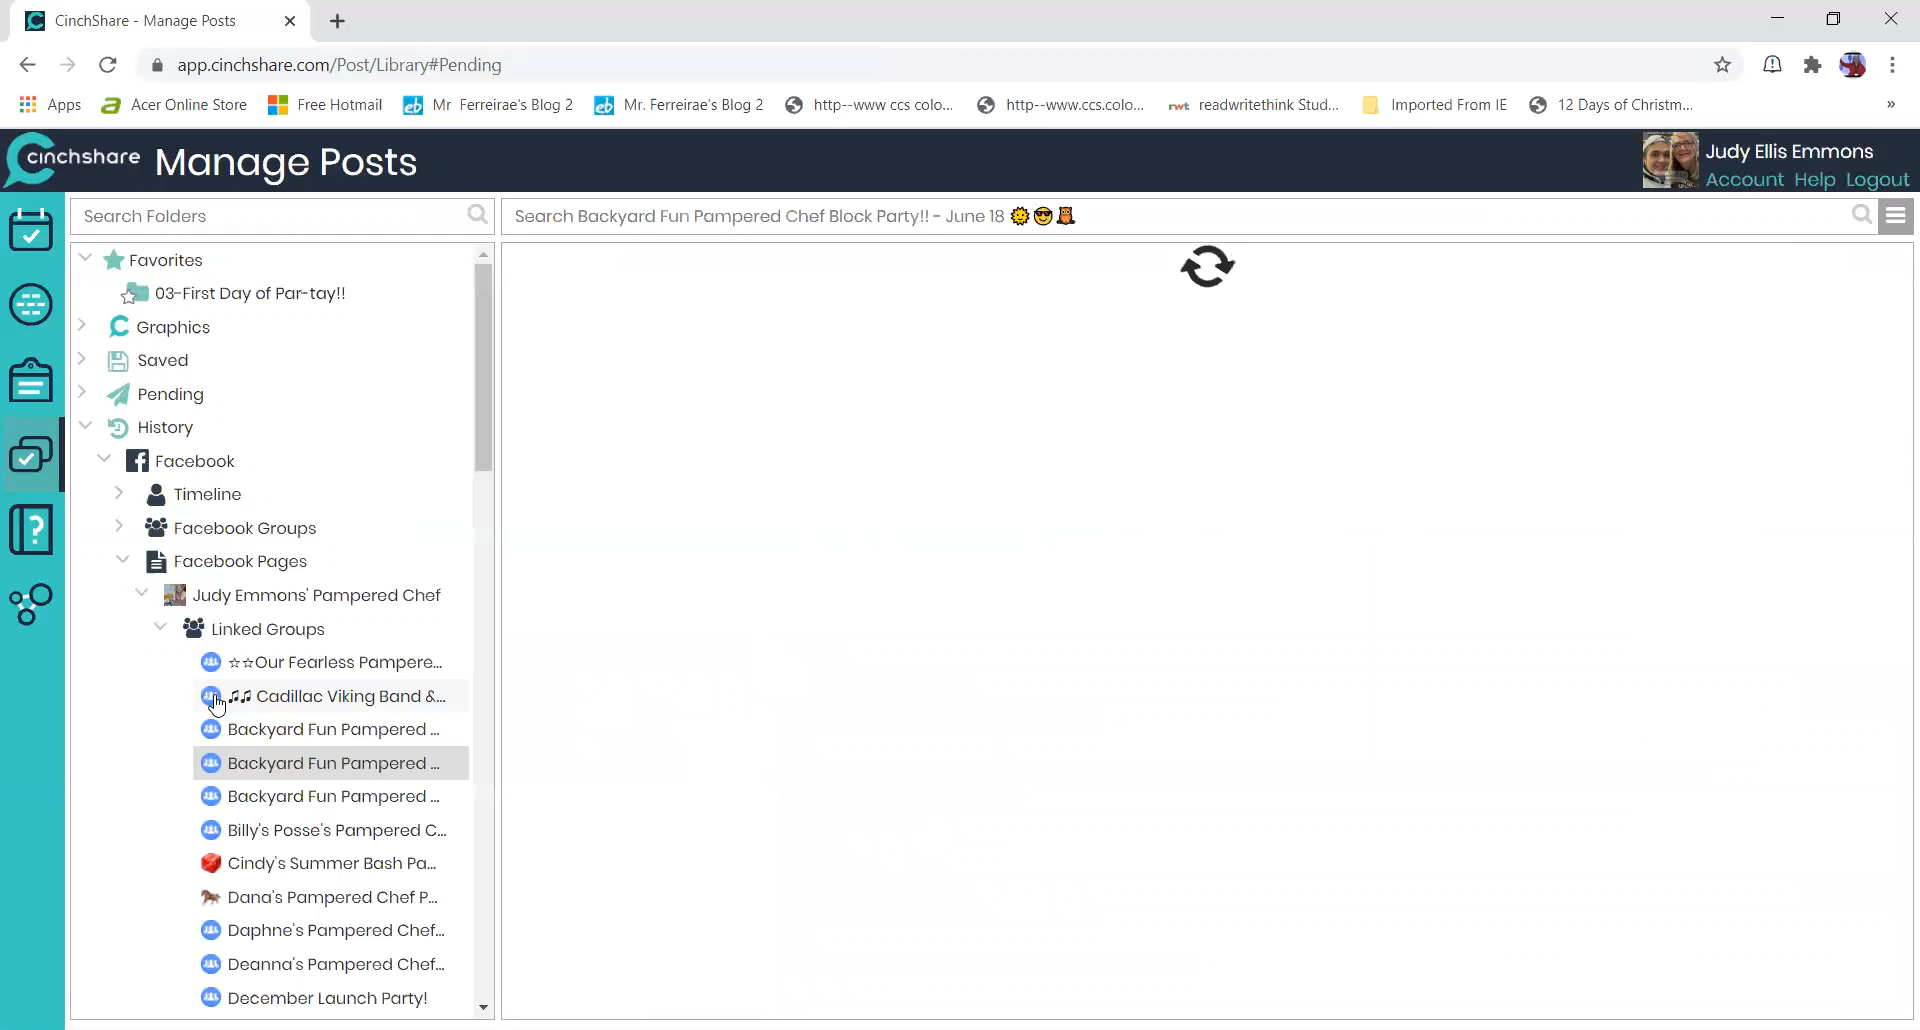 CinchShare - Manage Posts
app.cinchshare.com/Post/Library#Pending
Apps Acer Online Store Free Hotmail Mr Ferreirae's Blog 2 Mr. Ferreirae's Blog 2 http--www ccs colo... http--www.ccs.colo... rwt readwritethink Stud... Imported From IE 12 Days of Christm... »
cinchshare Manage Posts
Judy Ellis Emmons
Account Help Logout
Search Folders
Search Backyard Fun Pampered Chef Block Party!! - June 18 🌞😎🦉
Favorites
03-First Day of Par-tay!!
Graphics
Saved
Pending
History
Facebook
Timeline
Facebook Groups
Facebook Pages
Judy Emmons' Pampered Chef
Linked Groups
☆☆Our Fearless Pampere...
♫♫ Cadillac Viking Band &...
Backyard Fun Pampered ...
Backyard Fun Pampered ...
Backyard Fun Pampered ...
Billy's Posse's Pampered C...
Cindy's Summer Bash Pa...
Dana's Pampered Chef P...
Daphne's Pampered Chef...
Deanna's Pampered Chef...
December Launch Party!